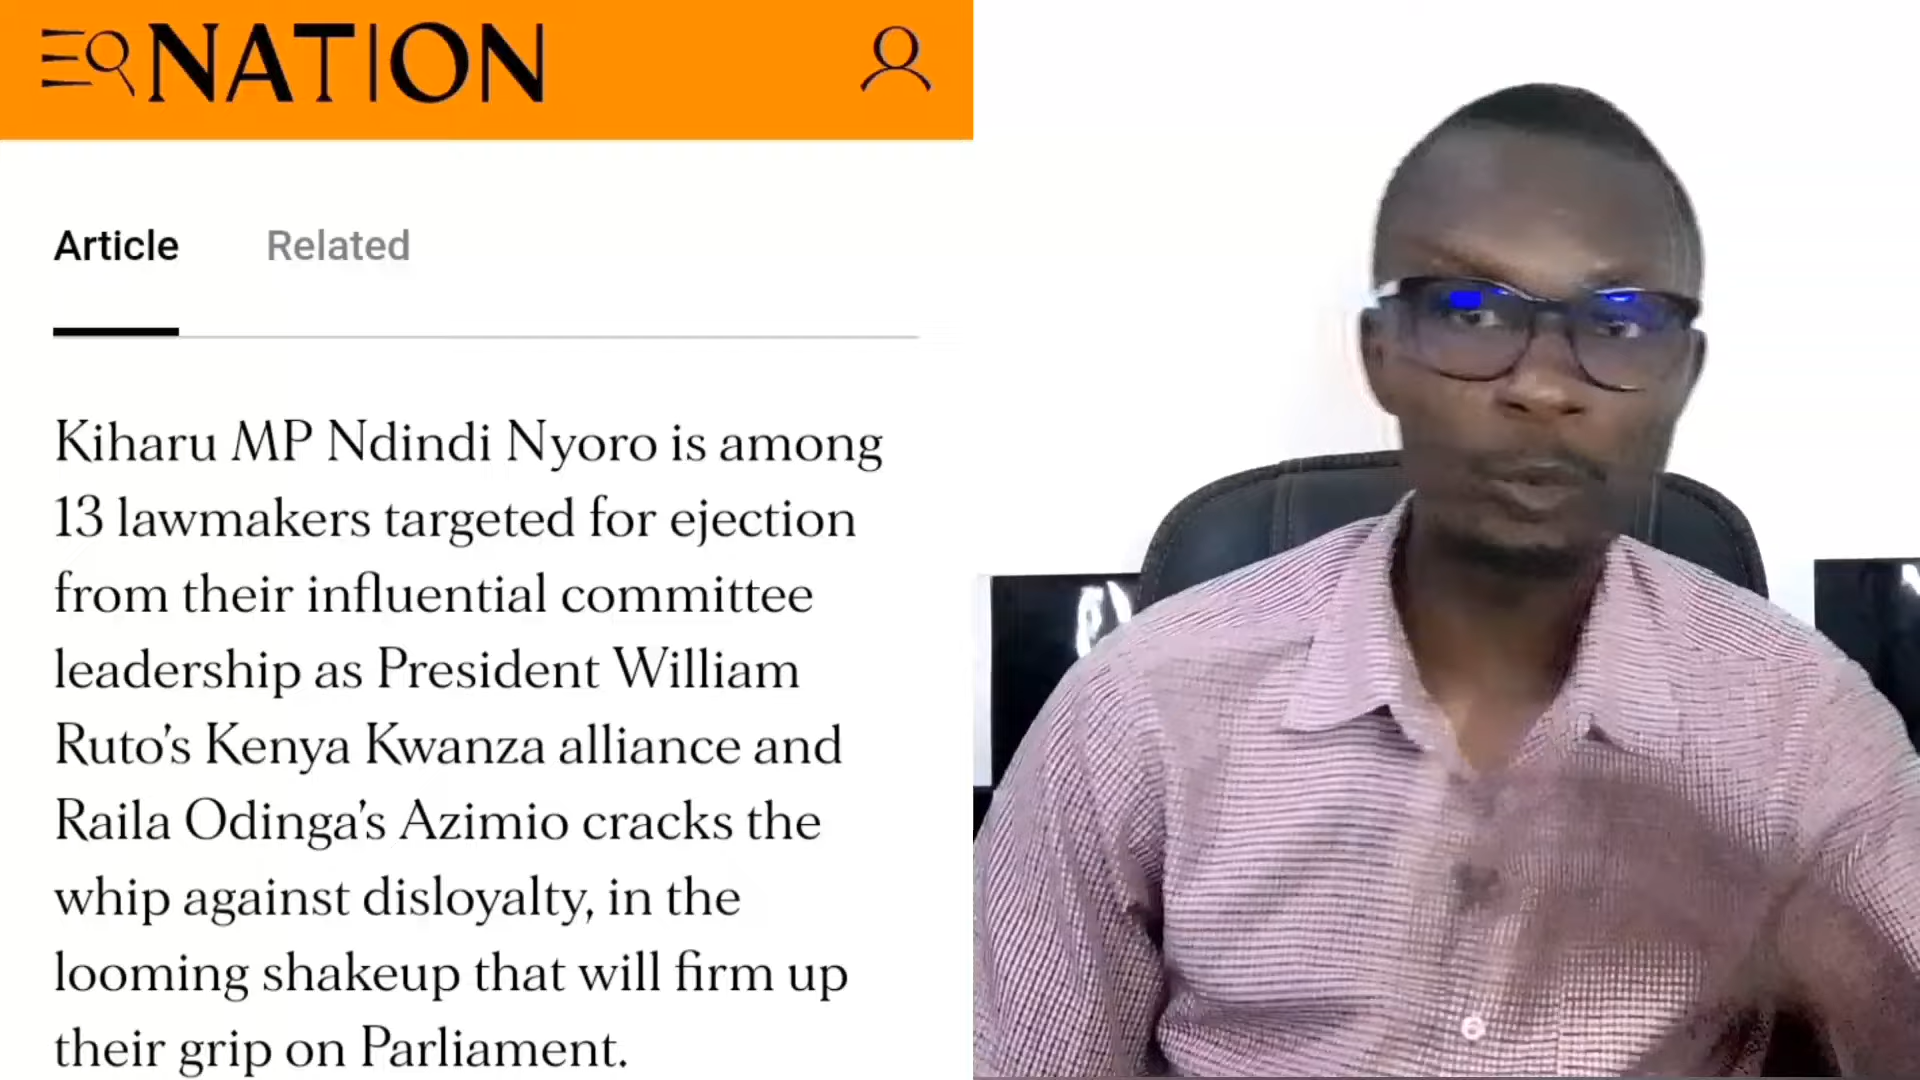 NATION
Article Related
Kiharu MP Ndindi Nyoro is among
13 lawmakers targeted for ejection
from their influential committee
leadership as President William
Ruto's Kenya Kwanza alliance and
Raila Odinga's Azimio cracks the
whip against disloyalty, in the
looming shakeup that will firm up
their grip on Parliament.